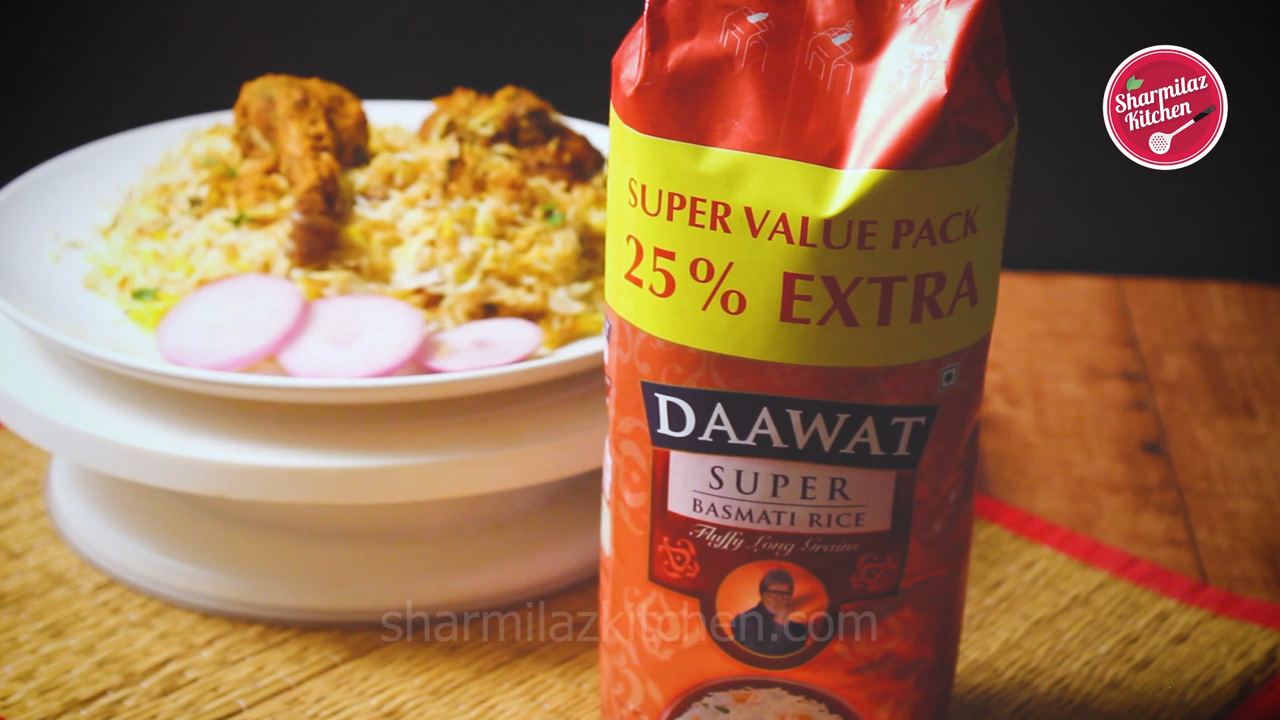 Sharmilaz
Kitchen
SUPER VALUE PACK
25% EXTRA
DAAWAT
SUPER
BASMATI RICE
Fluffy Long Grains
sharmilazkitchen.com